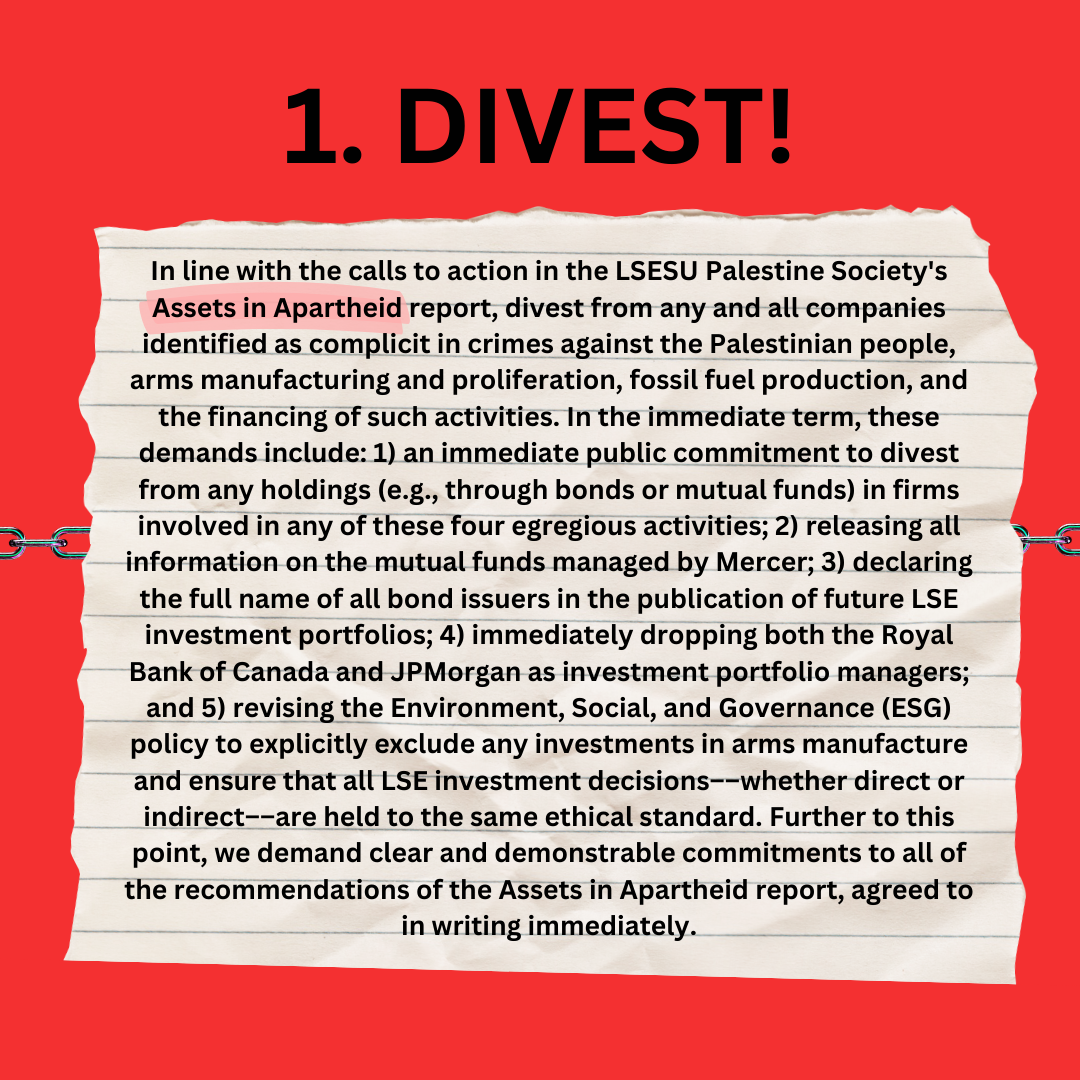 1. DIVEST!
In line with the calls to action in the LSESU Palestine Society's
Assets in Apartheid report, divest from any and all companies
identified as complicit in crimes against the Palestinian people,
arms manufacturing and proliferation, fossil fuel production, and
the financing of such activities. In the immediate term, these
demands include: 1) an immediate public commitment to divest
from any holdings (e.g., through bonds or mutual funds) in firms
involved in any of these four egregious activities; 2) releasing all
information on the mutual funds managed by Mercer; 3) declaring
the full name of all bond issuers in the publication of future LSE
investment portfolios; 4) immediately dropping both the Royal
Bank of Canada and JPMorgan as investment portfolio managers;
and 5) revising the Environment, Social, and Governance (ESG)
policy to explicitly exclude any investments in arms manufacture
and ensure that all LSE investment decisions––whether direct or
indirect––are held to the same ethical standard. Further to this
point, we demand clear and demonstrable commitments to all of
the recommendations of the Assets in Apartheid report, agreed to
in writing immediately.